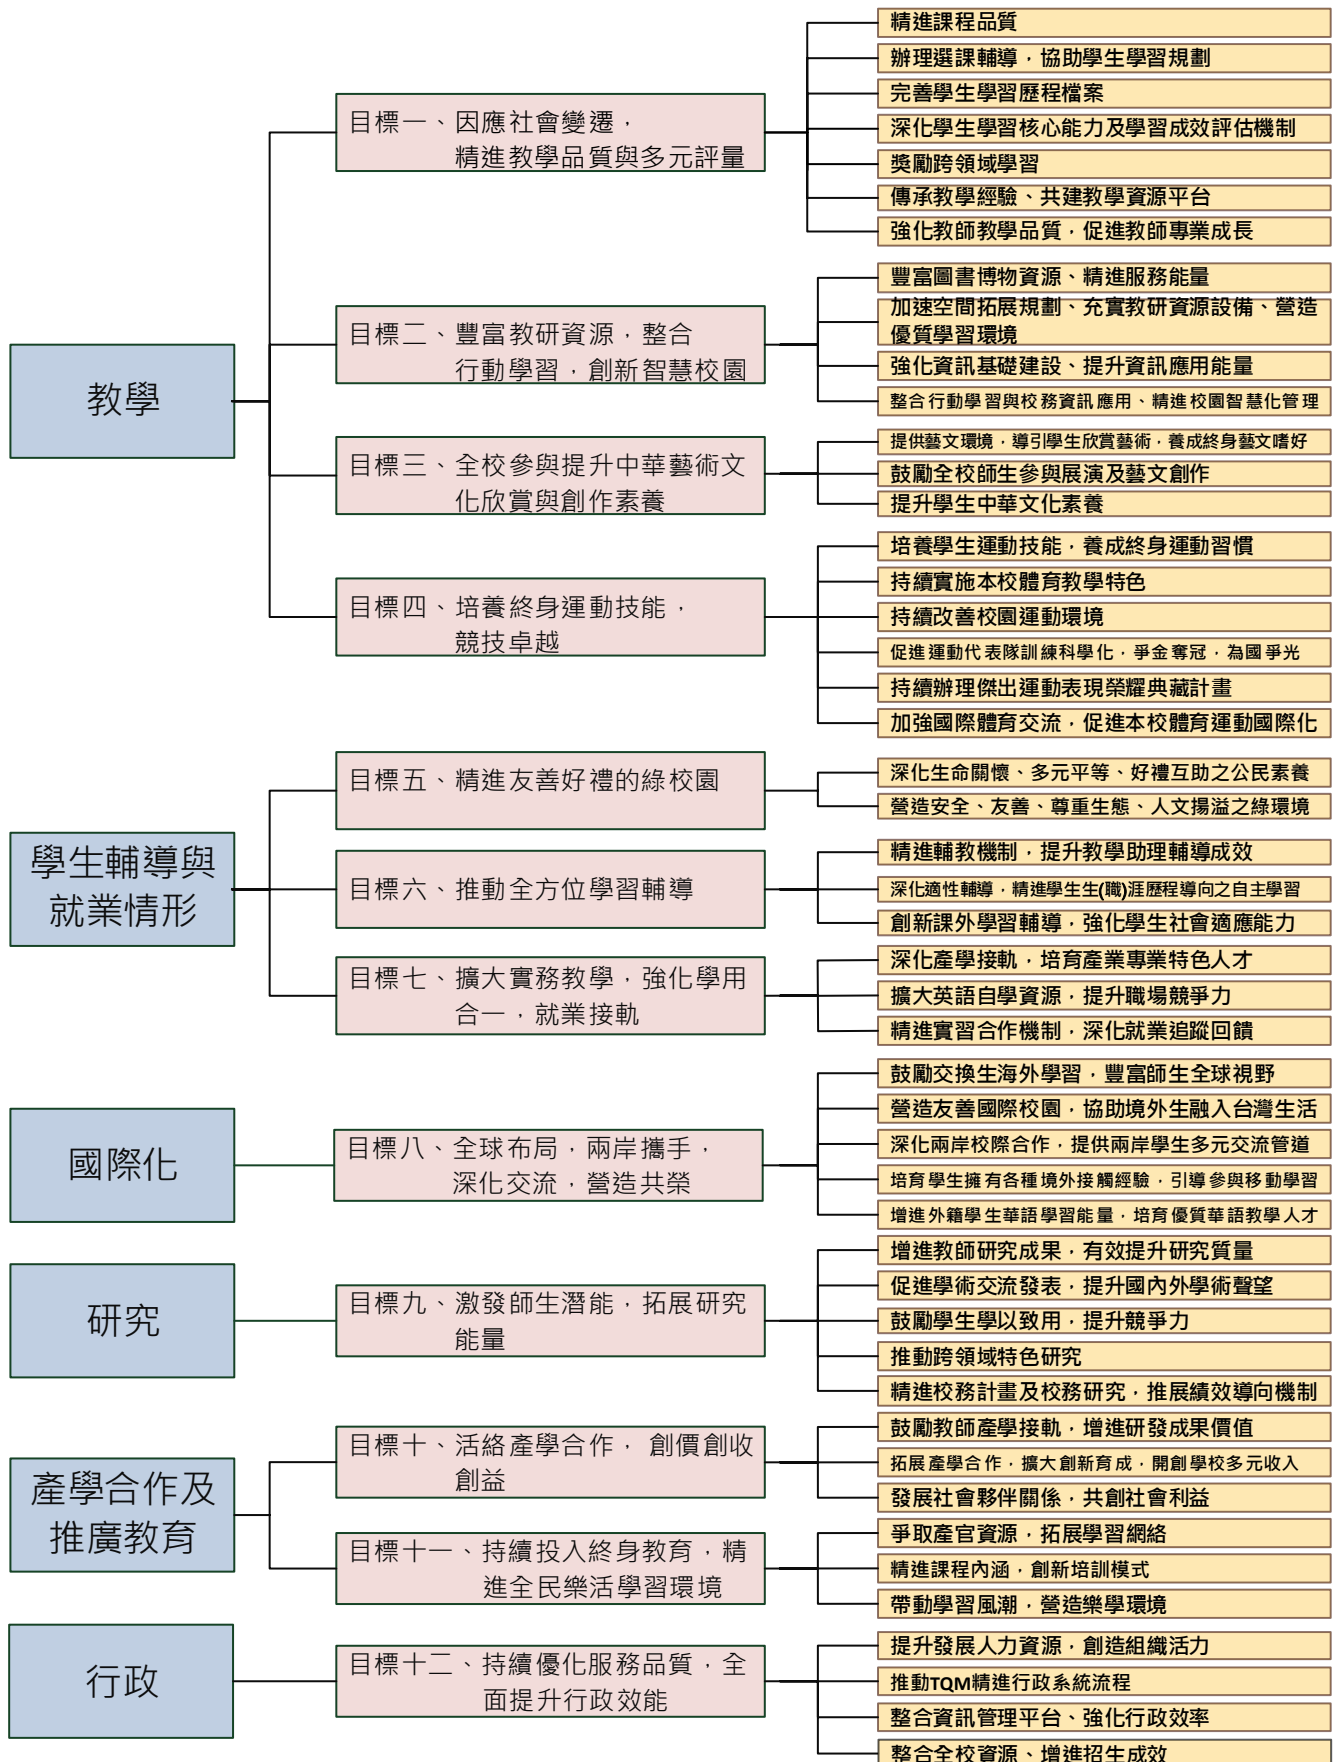 教學
目標一、因應社會變遷，
精進教學品質與多元評量
精進課程品質
辦理選課輔導，協助學生學習規劃
完善學生學習歷程檔案
深化學生學習核心能力及學習成效評估機制
獎勵跨領域學習
傳承教學經驗、共建教學資源平台
強化教師教學品質，促進教師專業成長
目標二、豐富教研資源，整合
行動學習，創新智慧校園
豐富圖書博物資源、精進服務能量
加速空間拓展規劃、充實教研資源設備、營造
優質學習環境
強化資訊基礎建設、提升資訊應用能量
整合行動學習與校務資訊應用、精進校園智慧化管理
目標三、全校參與提升中華藝術文
化欣賞與創作素養
提供藝文環境，導引學生欣賞藝術，養成終身藝文嗜好
鼓勵全校師生參與展演及藝文創作
提升學生中華文化素養
目標四、培養終身運動技能，
競技卓越
培養學生運動技能，養成終身運動習慣
持續實施本校體育教學特色
持續改善校園運動環境
促進運動代表隊訓練科學化，爭金奪冠，為國爭光
持續辦理傑出運動表現榮耀典藏計畫
加強國際體育交流，促進本校體育運動國際化
學生輔導與
就業情形
目標五、精進友善好禮的綠校園
深化生命關懷、多元平等、好禮互助之公民素養
營造安全、友善、尊重生態、人文揚溢之綠環境
目標六、推動全方位學習輔導
精進輔教機制，提升教學助理輔導成效
深化適性輔導，精進學生生(職)涯歷程導向之自主學習
創新課外學習輔導，強化學生社會適應能力
目標七、擴大實務教學，強化學用
合一，就業接軌
深化產學接軌，培育產業專業特色人才
擴大英語自學資源，提升職場競爭力
精進實習合作機制，深化就業追蹤回饋
國際化
目標八、全球布局，兩岸攜手，
深化交流，營造共榮
鼓勵交換生海外學習，豐富師生全球視野
營造友善國際校園，協助境外生融入台灣生活
深化兩岸校際合作，提供兩岸學生多元交流管道
培育學生擁有各種境外接觸經驗，引導參與移動學習
增進外籍學生華語學習能量，培育優質華語教學人才
研究
目標九、激發師生潛能，拓展研究
能量
增進教師研究成果，有效提升研究質量
促進學術交流發表，提升國內外學術聲望
鼓勵學生學以致用，提升競爭力
推動跨領域特色研究
精進校務計畫及校務研究，推展績效導向機制
產學合作及
推廣教育
目標十、活絡產學合作， 創價創收
創益
鼓勵教師產學接軌，增進研發成果價值
拓展產學合作，擴大創新育成，開創學校多元收入
發展社會夥伴關係，共創社會利益
目標十一、持續投入終身教育，精
進全民樂活學習環境
爭取產官資源，拓展學習網絡
精進課程內涵，創新培訓模式
帶動學習風潮，營造樂學環境
行政
目標十二、持續優化服務品質，全
面提升行政效能
提升發展人力資源，創造組織活力
推動TQM精進行政系統流程
整合資訊管理平台、強化行政效率
整合全校資源、增進招生成效